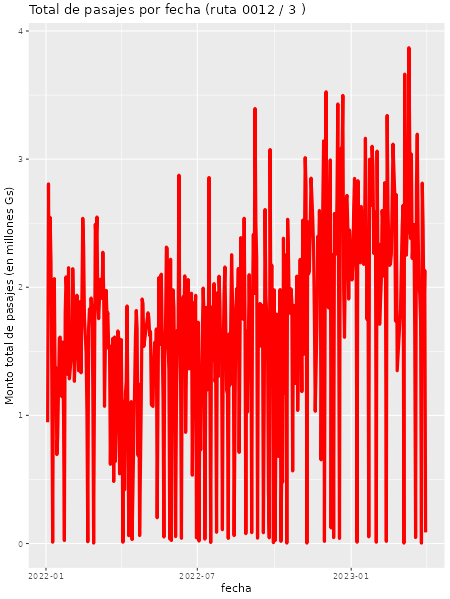 Total de pasajes por fecha (ruta 0012 / 3 )
Monto total de pasajes (en millones Gs)
4
3
2
1
0
2022-01
2022-07
2023-01
fecha